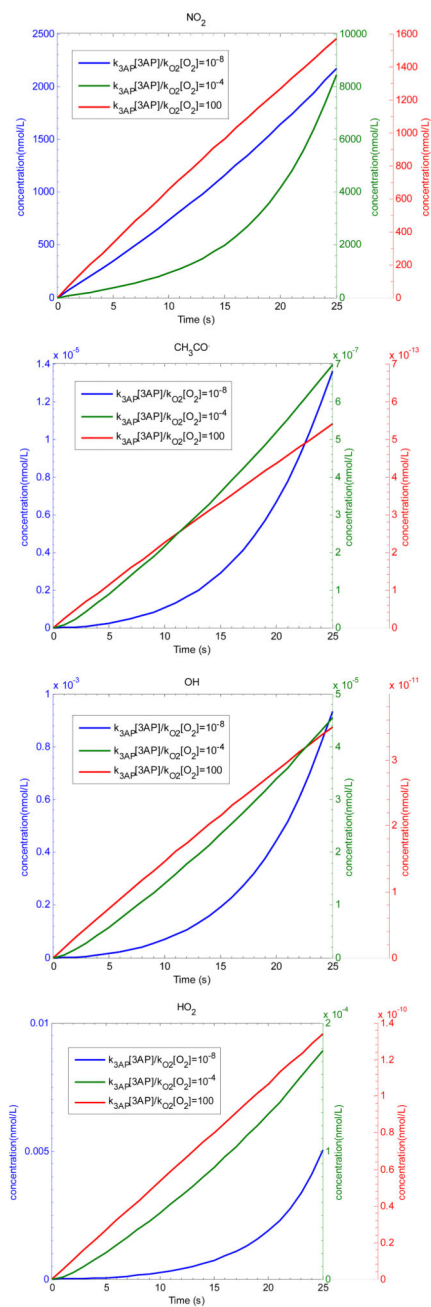 NO2
2500
10000
1600
k3AP[3AP]/kO2[O2]=10-8
k3AP[3AP]/kO2[O2]=10-4
k3AP[3AP]/kO2[O2]=100
2000
8000
1400
1200
1500
6000
1000
800
1000
4000
600
500
2000
400
200
0
0
0
concentration(nmol/L)
concentration(nmol/L)
concentration(nmol/L)
0 5 10 15 20 25
Time (s)
CH3CO·
x 10-5
x 10-7
x 10-13
1.4
7
7
k3AP[3AP]/kO2[O2]=10-8
k3AP[3AP]/kO2[O2]=10-4
k3AP[3AP]/kO2[O2]=100
1.2
6
6
1
5
5
0.8
4
4
0.6
3
3
0.4
2
2
0.2
1
1
0
0
0
concentration(nmol/L)
concentration(nmol/L)
concentration(nmol/L)
0 5 10 15 20 25
Time (s)
OH
x 10-3
x 10-5
x 10-11
1
5
k3AP[3AP]/kO2[O2]=10-8
k3AP[3AP]/kO2[O2]=10-4
k3AP[3AP]/kO2[O2]=100
0.8
4
3
0.6
3
2
0.4
2
1
0.2
1
0
0
0
concentration(nmol/L)
concentration(nmol/L)
concentration(nmol/L)
0 5 10 15 20 25
Time (s)
HO2
x 10-4
x 10-10
0.01
2
1.4
k3AP[3AP]/kO2[O2]=10-8
k3AP[3AP]/kO2[O2]=10-4
k3AP[3AP]/kO2[O2]=100
1.2
1
0.005
1
0.8
0.6
0.4
0.2
0
0
0
concentration(nmol/L)
concentration(nmol/L)
concentration(nmol/L)
0 5 10 15 20 25
Time (s)